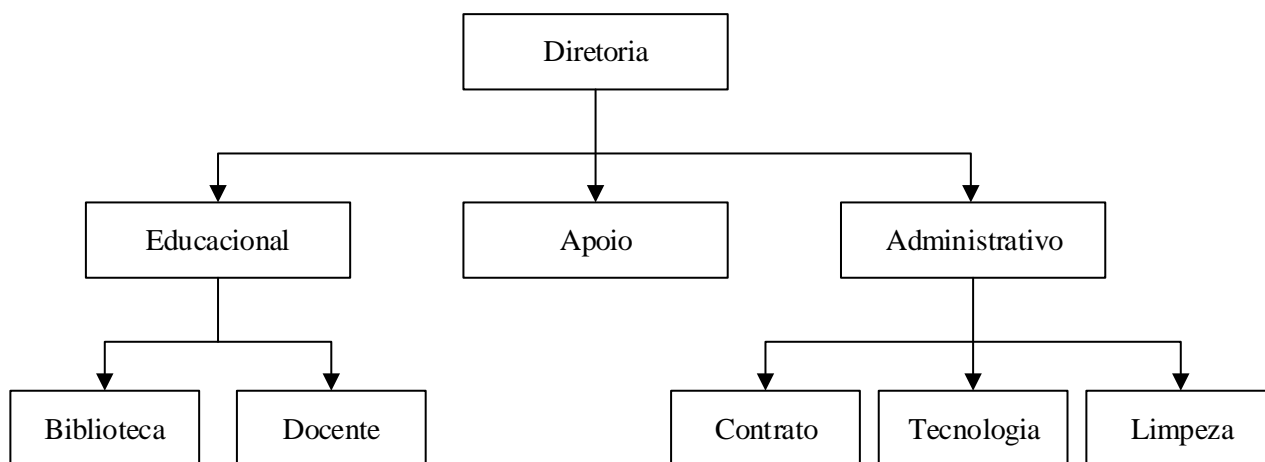 Diretoria
Educacional
Apoio
Administrativo
Biblioteca
Docente
Contrato
Tecnologia
Limpeza